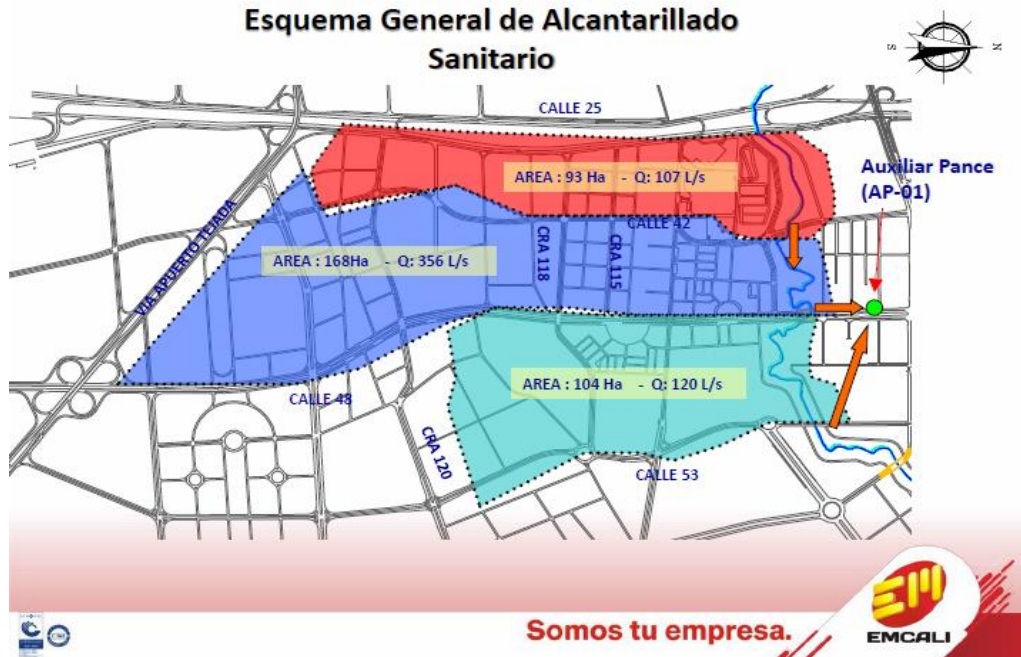 Esquema General de Alcantarillado
Sanitario
S
N
CALLE 25
Auxiliar Pance
(AP-01)
AREA : 93 Ha - Q: 107 L/s
CALLE 42
VIA APUERTO TEJADA
AREA : 168Ha - Q: 356 L/s
CRA 118
CRA 115
AREA : 104 Ha - Q: 120 L/s
CALLE 48
CRA 120
CALLE 53
EM
EMCALI
Somos tu empresa.